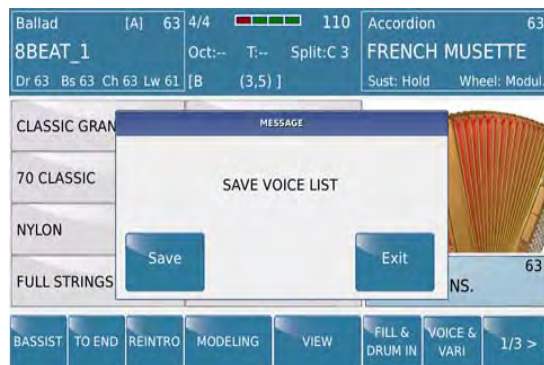 Ballad [A] 63
8BEAT_1
Dr 63 Bs 63 Ch 63 Lw 61
4/4 110
Oct:-- T:-- Split:C 3
[B (3,5) ]
Accordion 63
FRENCH MUSETTE
Sust: Hold Wheel: Modul.
CLASSIC GRAN
70 CLASSIC
NYLON
FULL STRINGS
MESSAGE
SAVE VOICE LIST
Save Exit
63
NS.
BASSIST TO END REINTRO MODELING VIEW FILL & DRUM IN VOICE & VARI 1/3 >